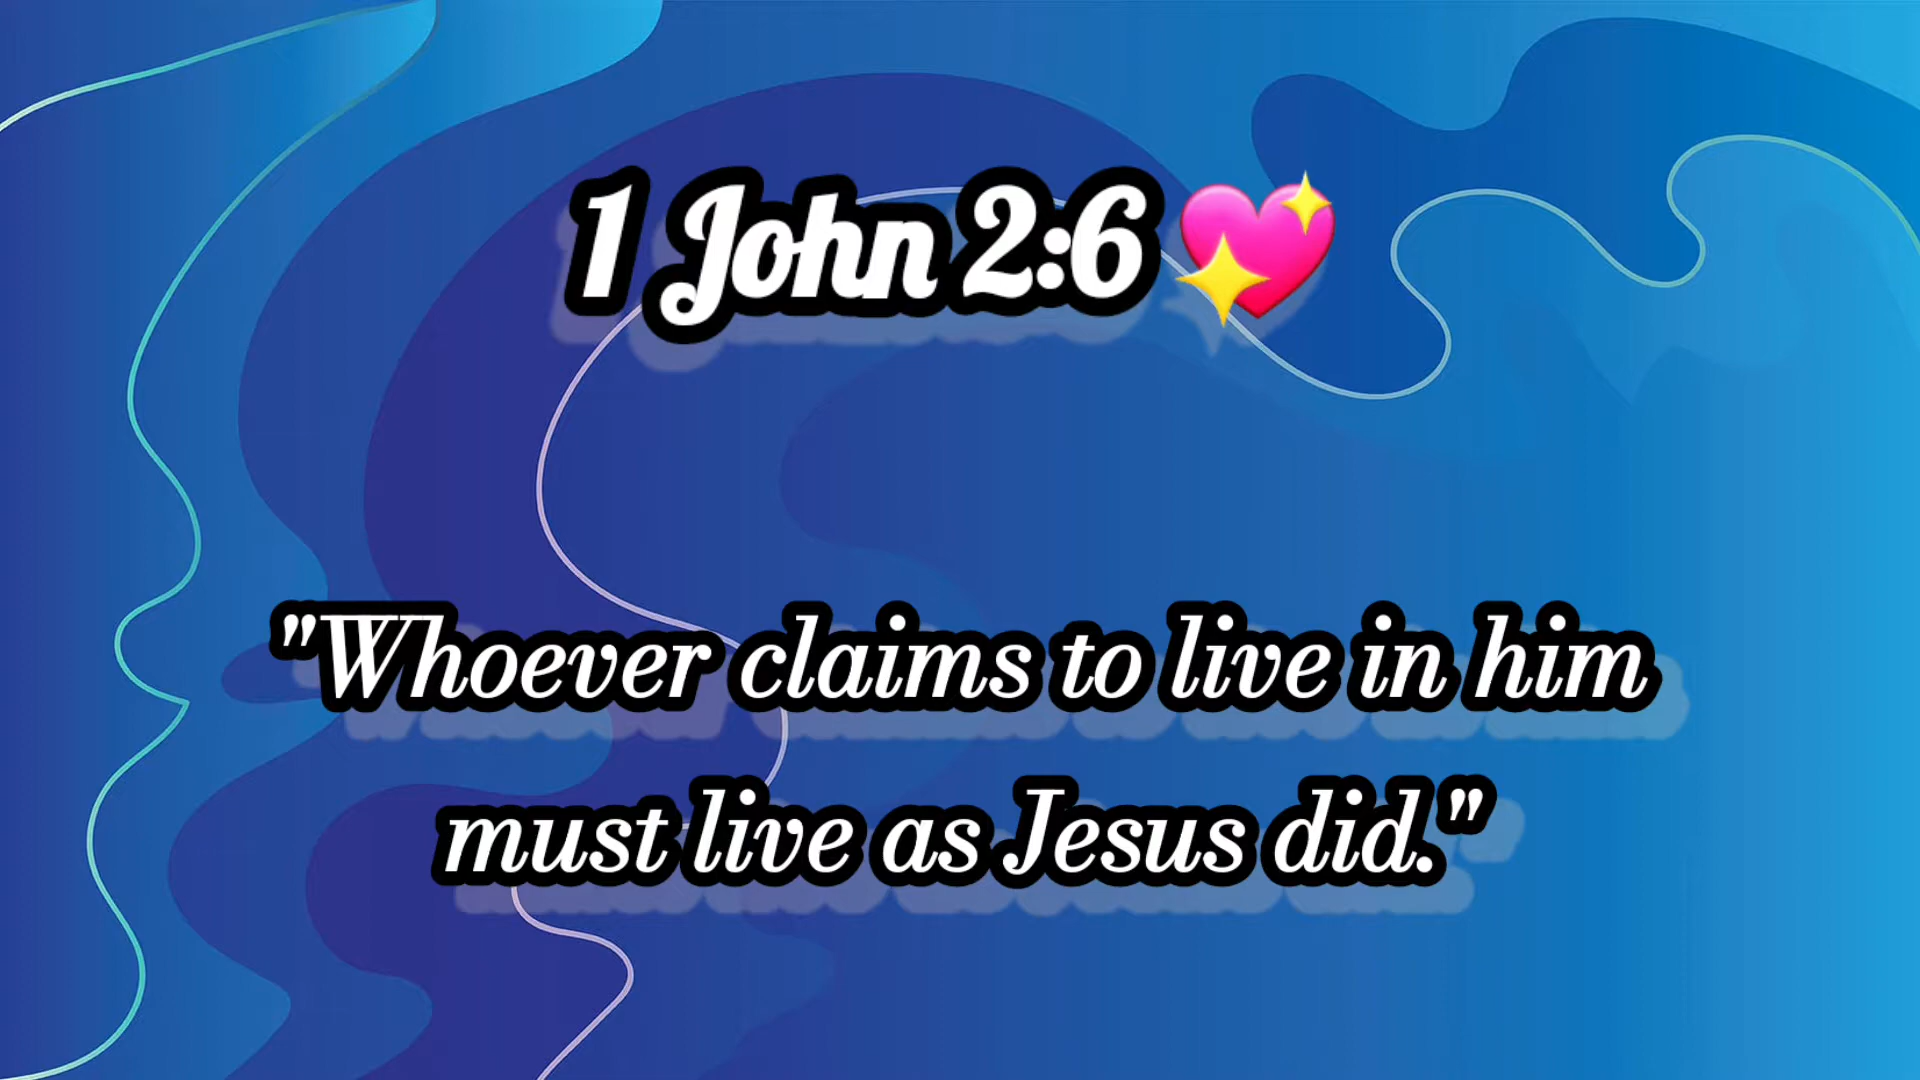 1 John 2:6 💖
"Whoever claims to live in him
must live as Jesus did."